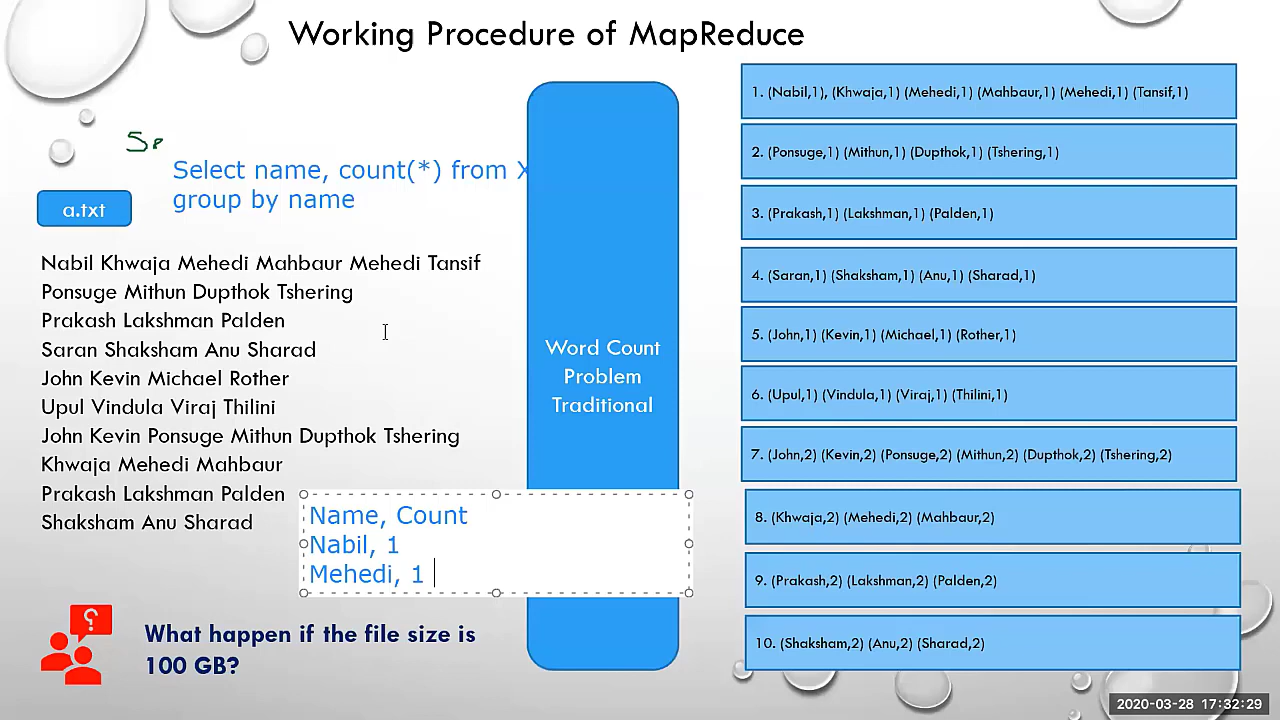 Working Procedure of MapReduce
Select name, count(*) from X
group by name
a.txt
Nabil Khwaja Mehedi Mahbaur Mehedi Tansif
Ponsuge Mithun Dupthok Tshering
Prakash Lakshman Palden
Saran Shaksham Anu Sharad
John Kevin Michael Rother
Upul Vindula Viraj Thilini
John Kevin Ponsuge Mithun Dupthok Tshering
Khwaja Mehedi Mahbaur
Prakash Lakshman Palden
Shaksham Anu Sharad
Name, Count
Nabil, 1
Mehedi, 1
What happen if the file size is
100 GB?
Word Count
Problem
Traditional
1. (Nabil,1), (Khwaja,1) (Mehedi,1) (Mahbaur,1) (Mehedi,1) (Tansif,1)
2. (Ponsuge,1) (Mithun,1) (Dupthok,1) (Tshering,1)
3. (Prakash,1) (Lakshman,1) (Palden,1)
4. (Saran,1) (Shaksham,1) (Anu,1) (Sharad,1)
5. (John,1) (Kevin,1) (Michael,1) (Rother,1)
6. (Upul,1) (Vindula,1) (Viraj,1) (Thilini,1)
7. (John,2) (Kevin,2) (Ponsuge,2) (Mithun,2) (Dupthok,2) (Tshering,2)
8. (Khwaja,2) (Mehedi,2) (Mahbaur,2)
9. (Prakash,2) (Lakshman,2) (Palden,2)
10. (Shaksham,2) (Anu,2) (Sharad,2)
2020-03-28 17:32:29